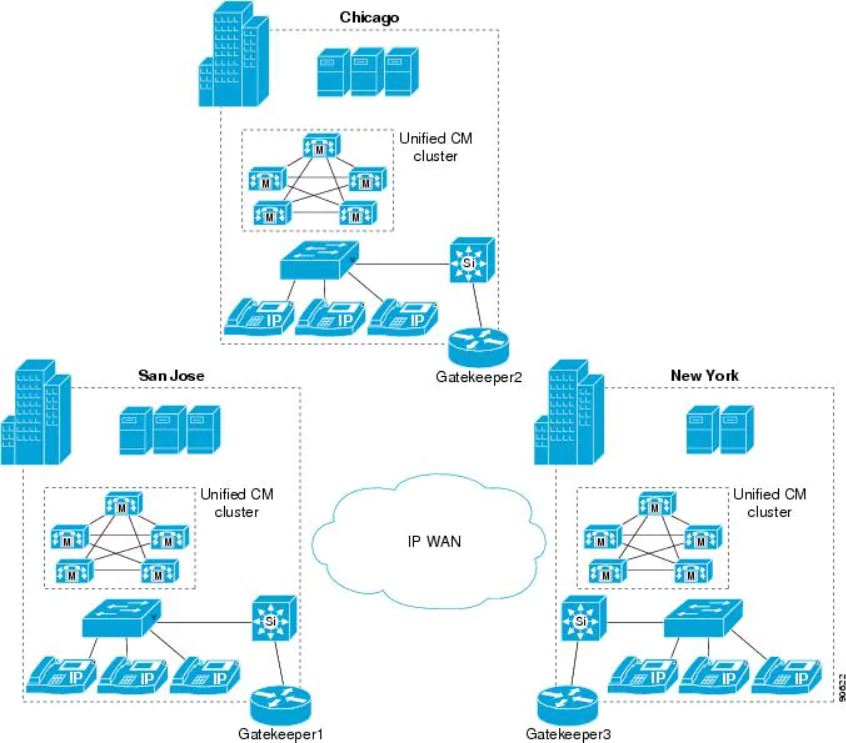 Chicago
Unified CM
cluster
M
M
M
M
M
Si
IP
IP
IP
Gatekeeper2
San Jose
New York
Unified CM
cluster
M
M
M
M
M
IP WAN
Unified CM
cluster
M
M
M
M
M
Si
Si
IP
IP
IP
IP
IP
IP
Gatekeeper1
Gatekeeper3
90622